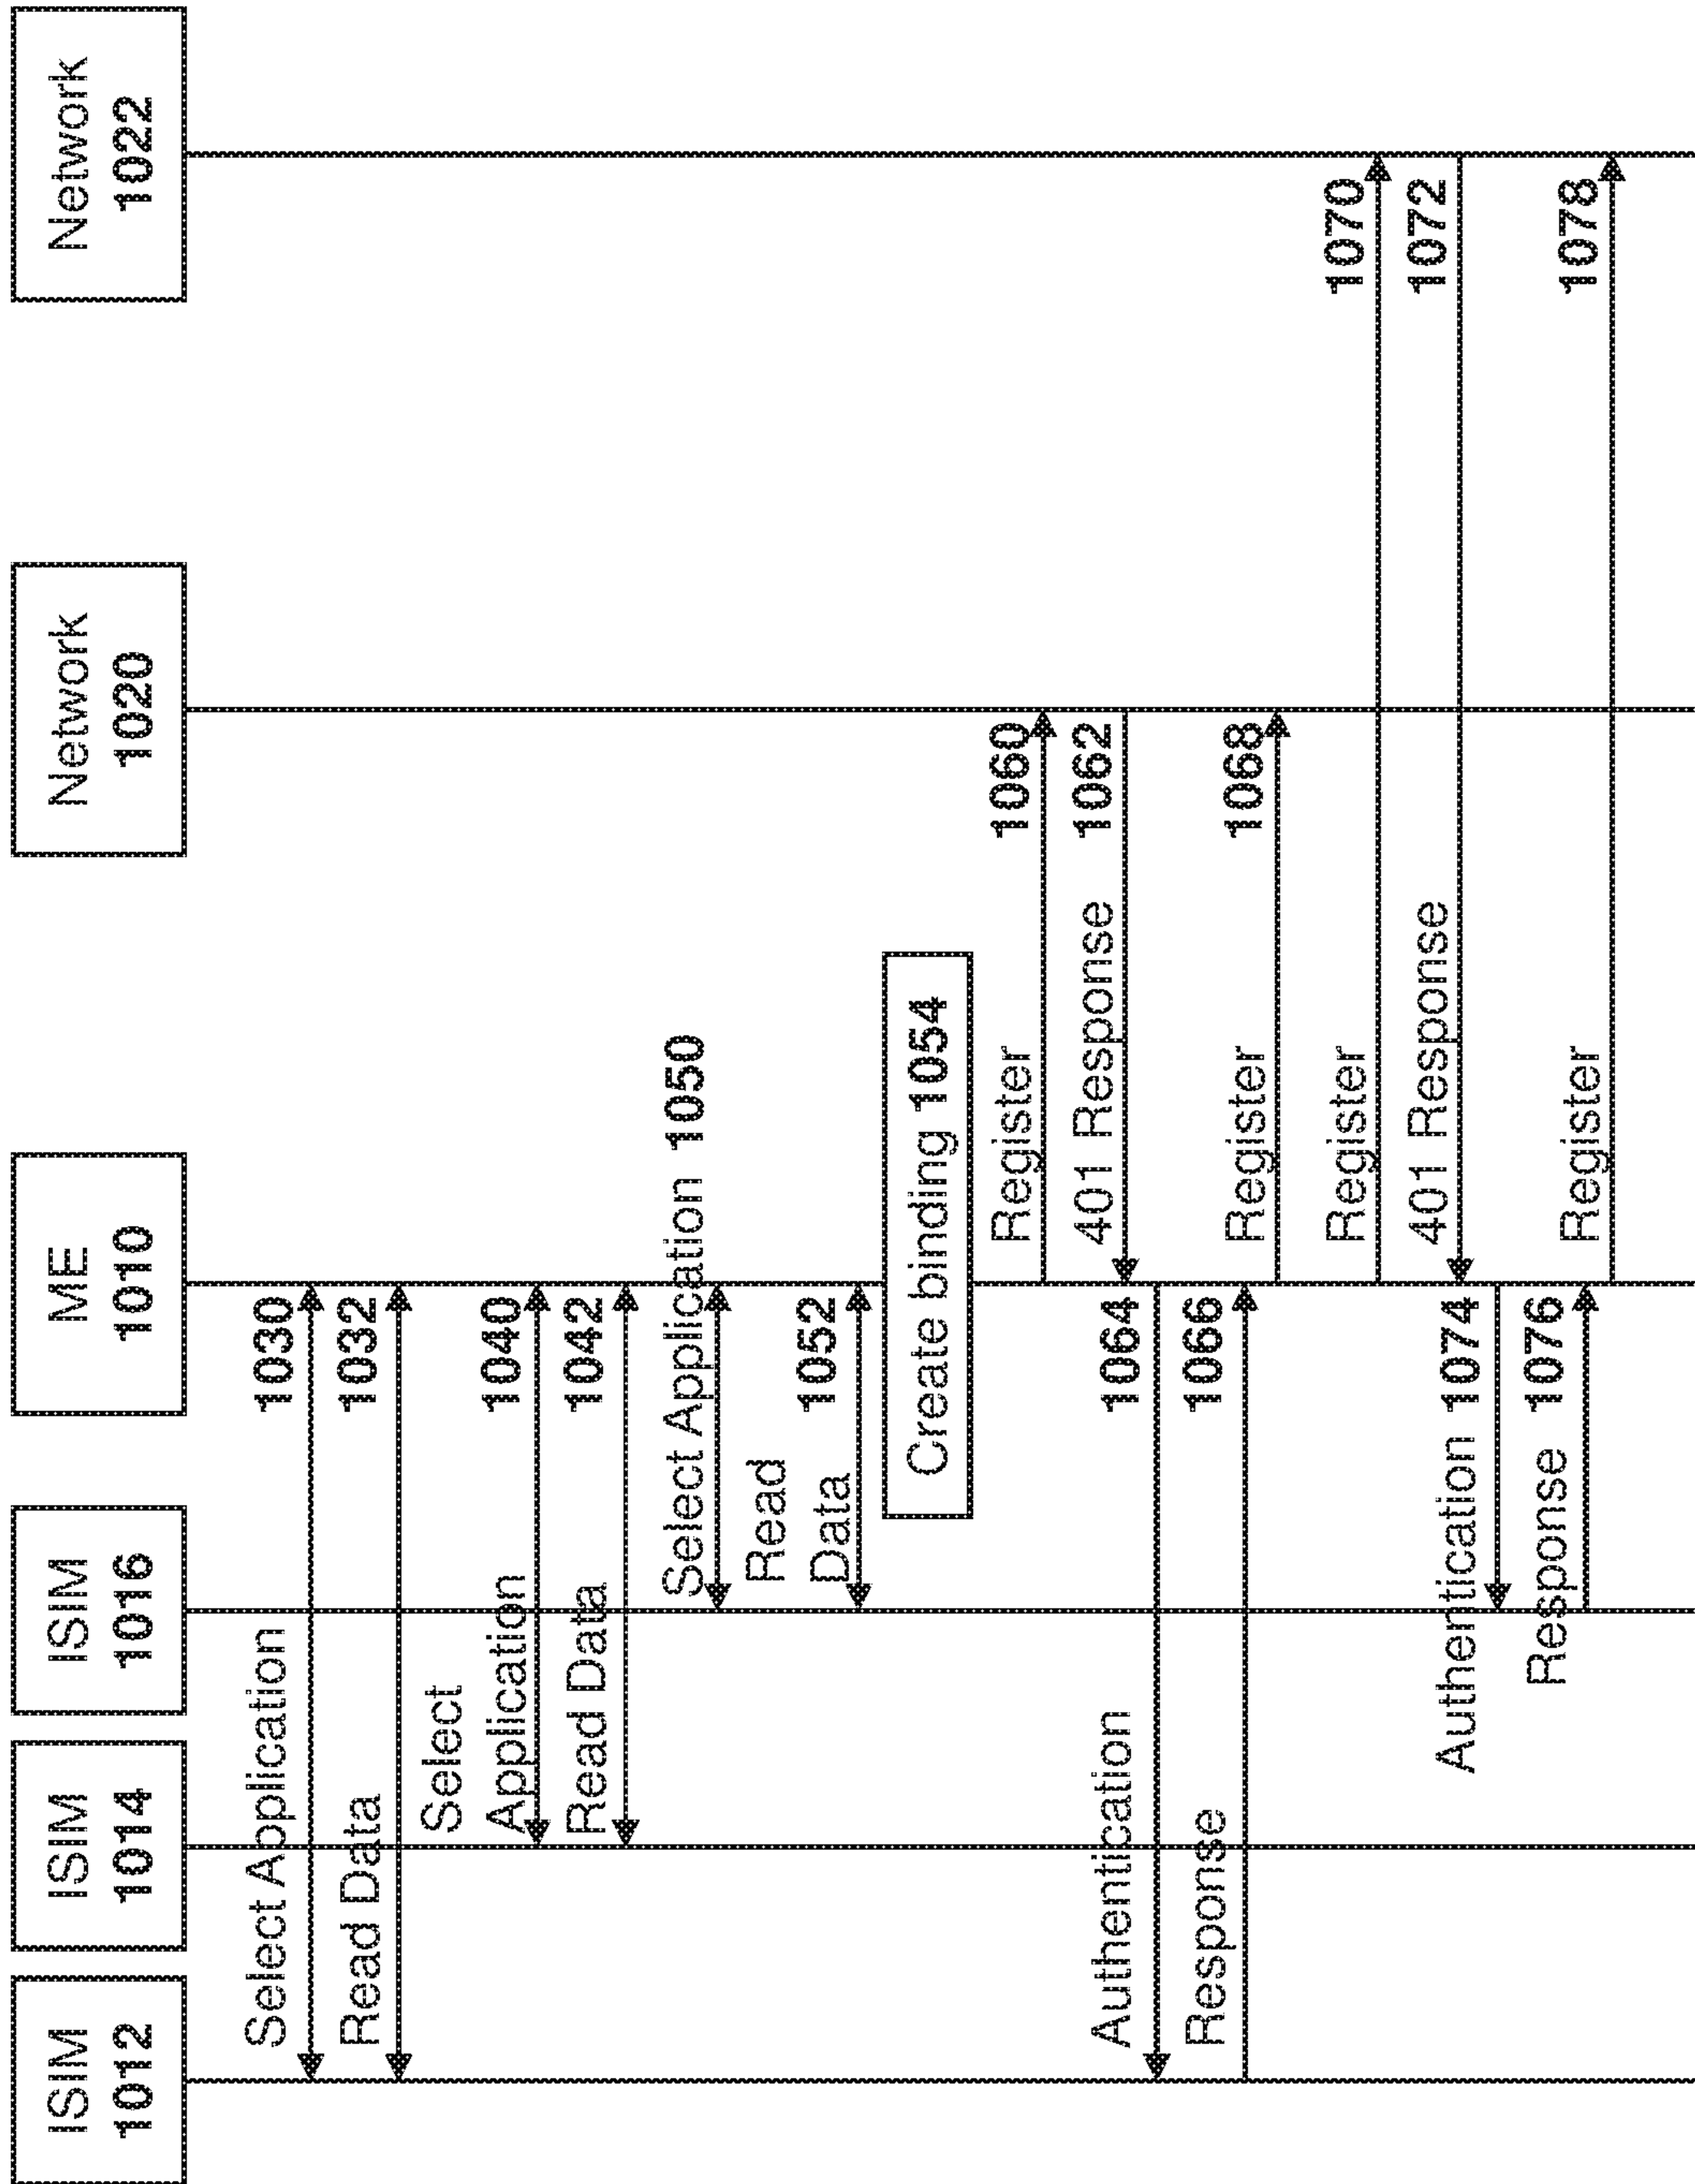 ISIM
1012
ISIM
1014
ISIM
1016
ME
1010
Network
1020
Network
1022
Select Application
1030
Read Data
1032
Select
Application
1040
Read Data
1042
Select Application 1050
Read
Data
1052
Create binding 1054
Register
1060
401 Response 1062
Authentication
1064
Response
1066
Register
1068
Register
1070
401 Response
1072
Authentication 1074
Response 1076
Register
1078